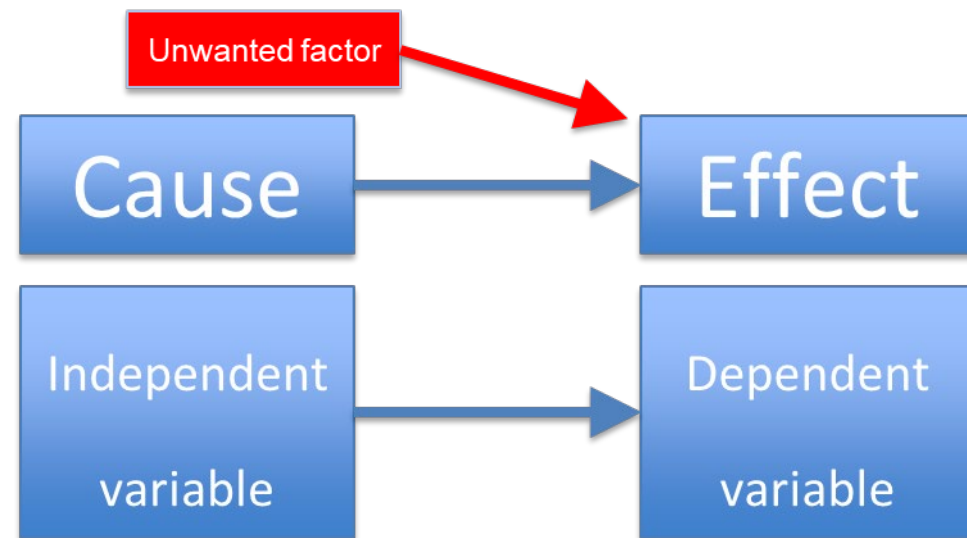 Unwanted factor
Cause
Effect
Independent
variable
Dependent
variable